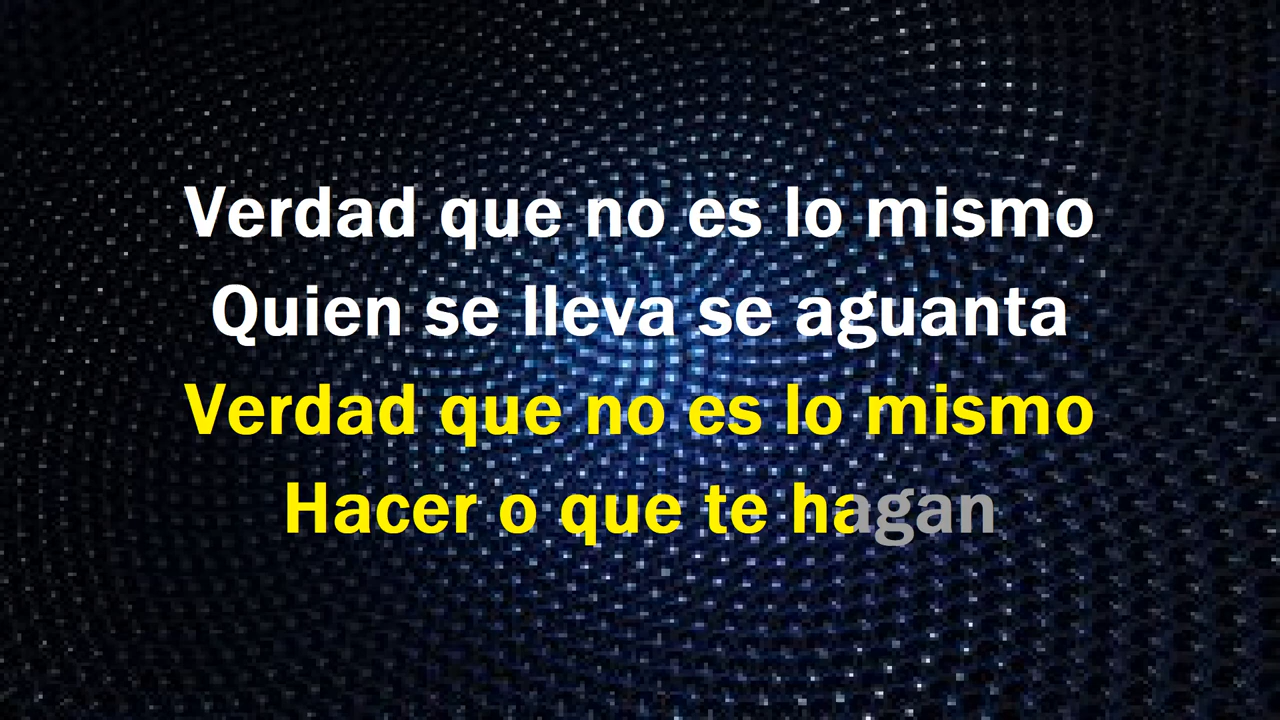 Verdad que no es lo mismo
Quien se lleva se aguanta
Verdad que no es lo mismo
Hacer o que te hagan